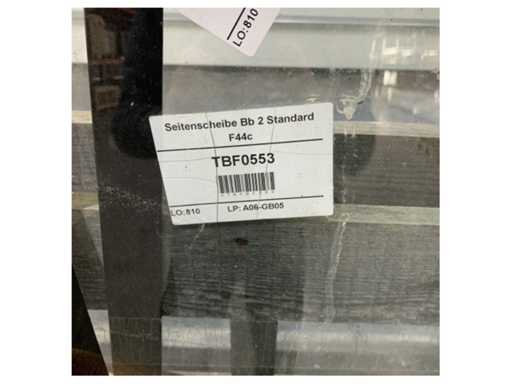 LO:810
Seitenscheibe Bb 2 Standard
F44c
TBF0553
LO:810 LP: A06-GB05